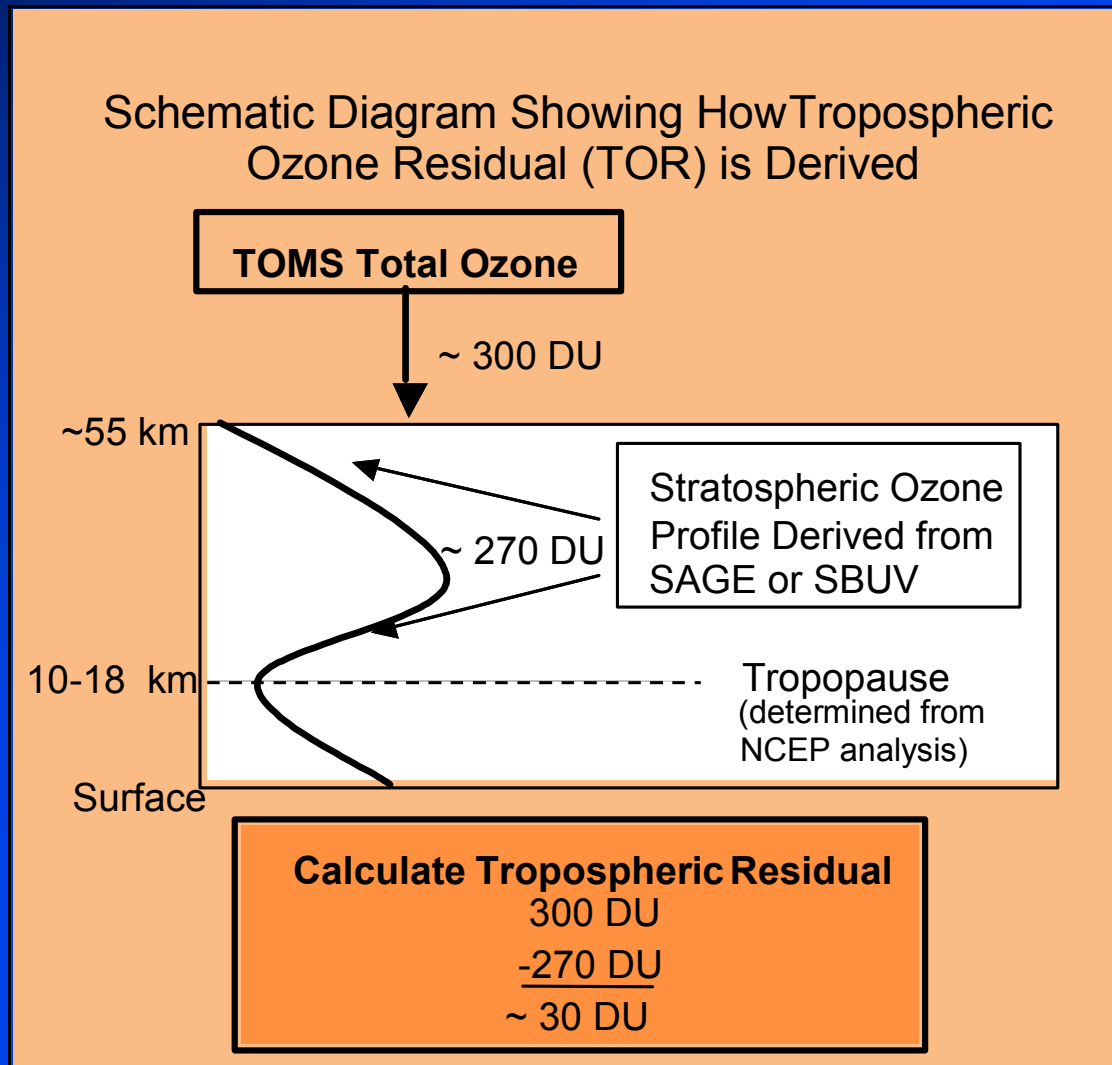 Schematic Diagram Showing HowTropospheric
Ozone Residual (TOR) is Derived
TOMS Total Ozone
~ 300 DU
~55 km
Stratospheric Ozone
Profile Derived from
SAGE or SBUV
~ 270 DU
10-18 km
Tropopause
(determined from
NCEP analysis)
Surface
Calculate Tropospheric Residual
300 DU
-270 DU
~ 30 DU